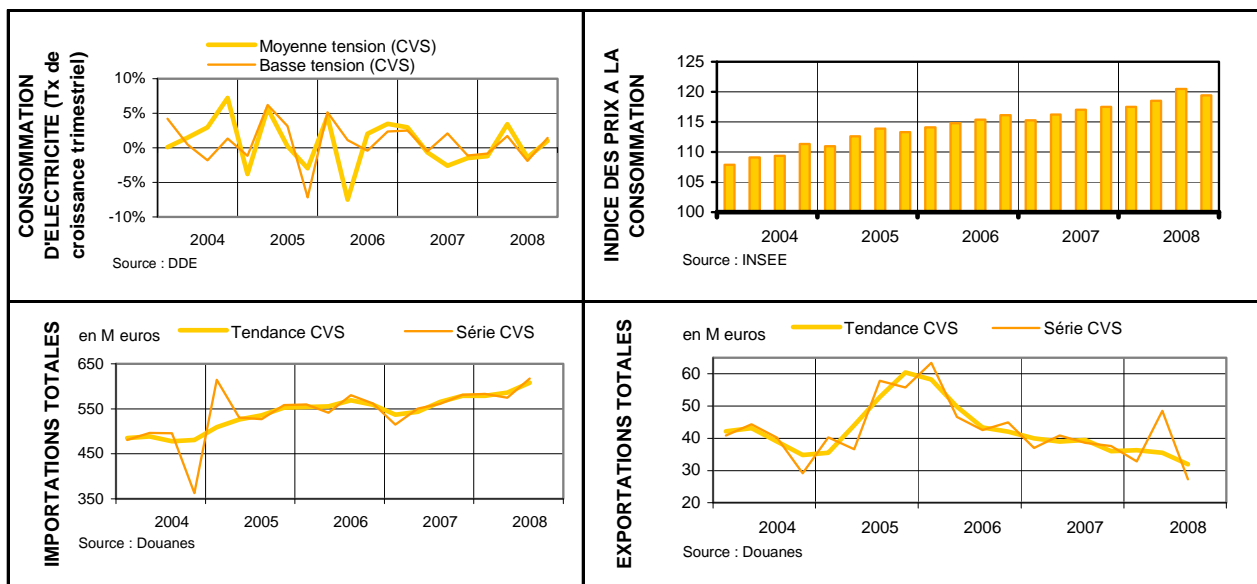 CONSOMMATION
D'ELECTRICITE (Tx de
croissance trimestriel)
Moyenne tension (CVS)
Basse tension (CVS)
10%
5%
0%
-5%
-10%
2004 2005 2006 2007 2008
Source : DDE
INDICE DES PRIX A LA
CONSOMMATION
125
120
115
110
105
100
2004 2005 2006 2007 2008
Source : INSEE
IMPORTATIONS TOTALES
en M euros Tendance CVS Série CVS
650
550
450
350
2004 2005 2006 2007 2008
Source : Douanes
EXPORTATIONS TOTALES
en M euros Tendance CVS Série CVS
60
50
40
30
20
2004 2005 2006 2007 2008
Source : Douanes